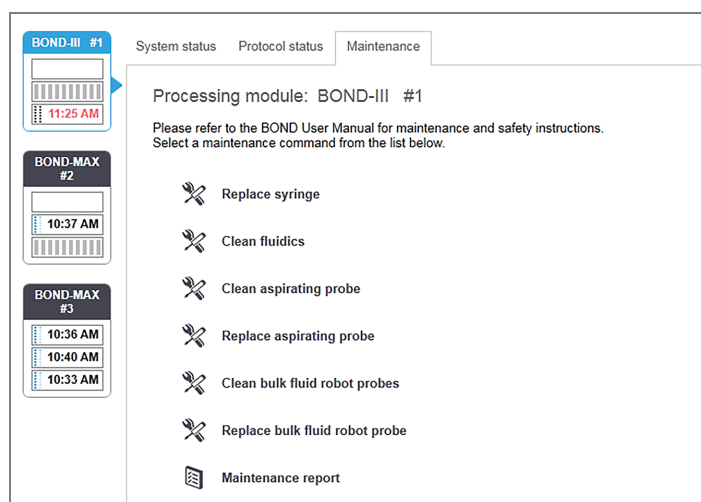 BOND-III #1
11:25 AM
BOND-MAX
#2
10:37 AM
BOND-MAX
#3
10:36 AM
10:40 AM
10:33 AM
System status Protocol status Maintenance
Processing module: BOND-III #1
Please refer to the BOND User Manual for maintenance and safety instructions.
Select a maintenance command from the list below.
Replace syringe
Clean fluidics
Clean aspirating probe
Replace aspirating probe
Clean bulk fluid robot probes
Replace bulk fluid robot probe
Maintenance report